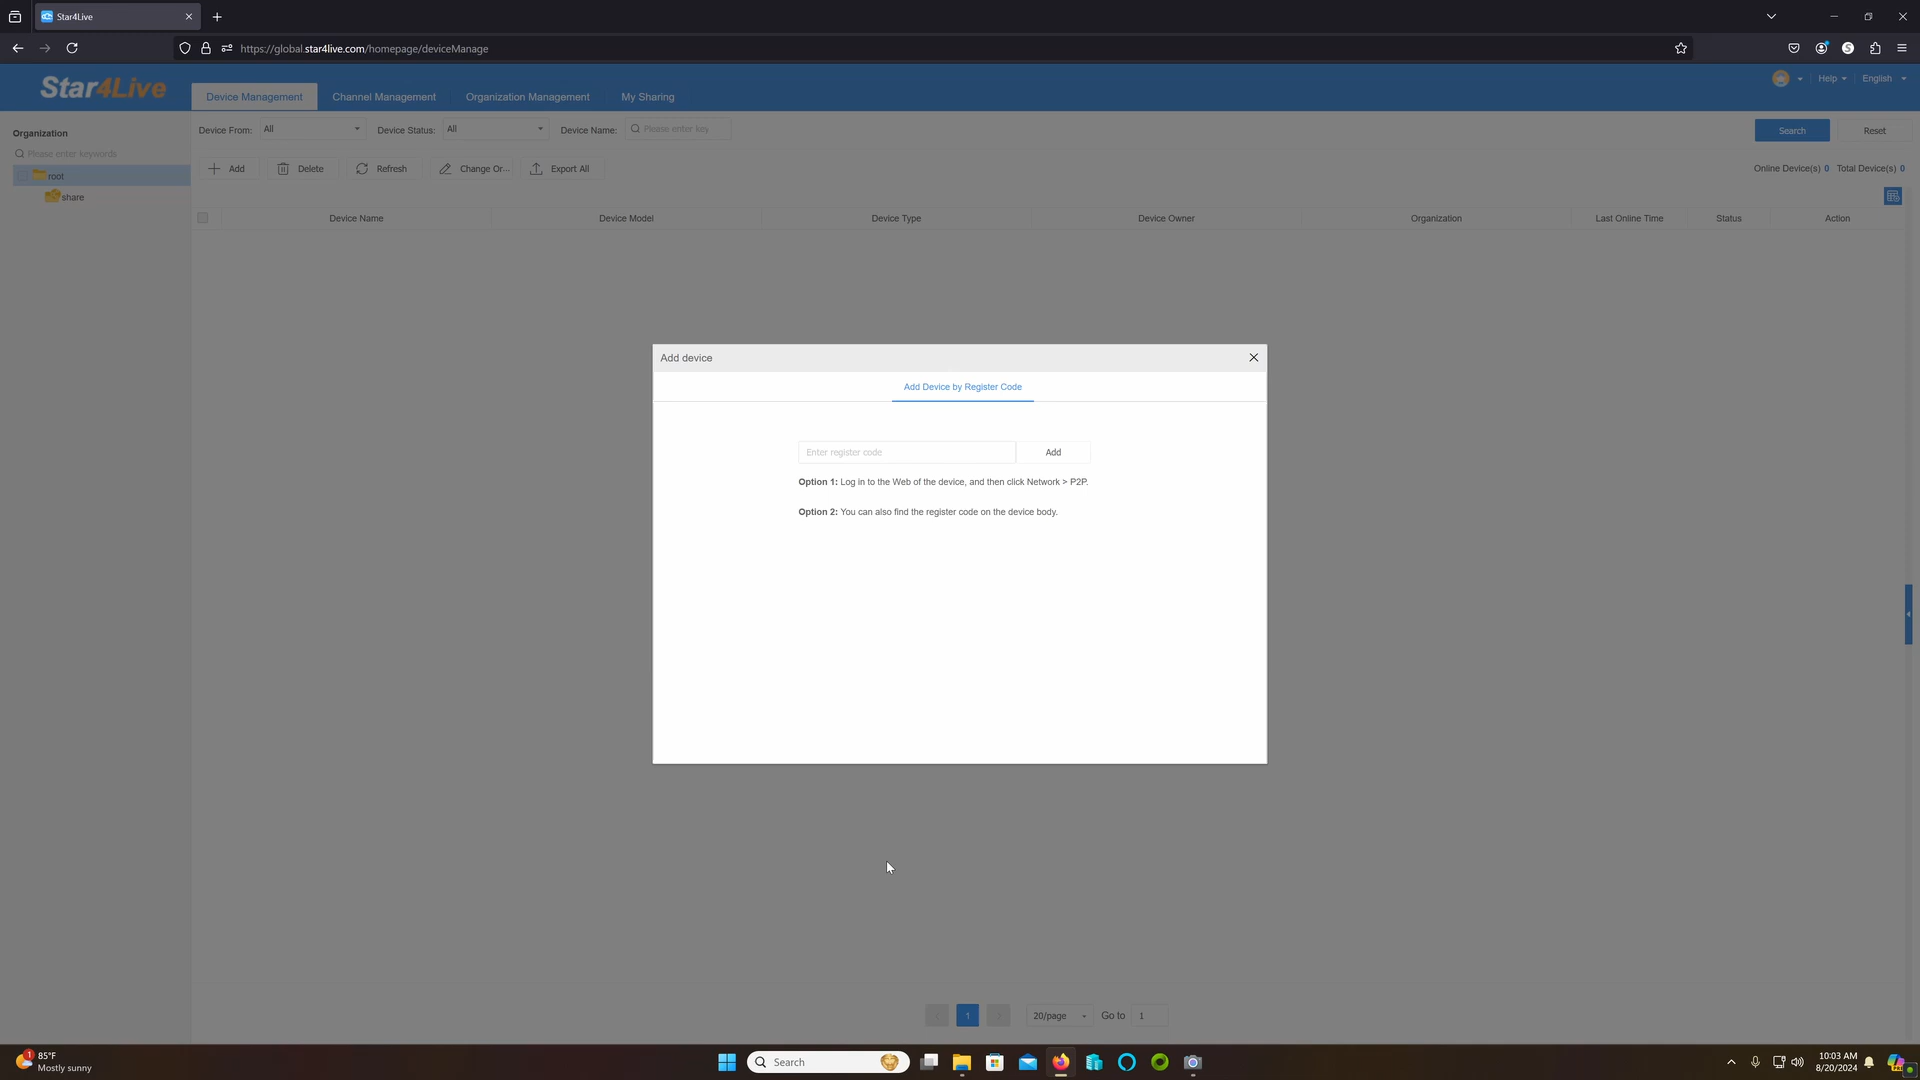 Star4Live
https://global.star4live.com/homepage/deviceManage
Star4Live
Device Management
Channel Management
Organization Management
My Sharing
Help
English
Organization
Please enter keywords
root
share
Device From:
All
Device Status:
All
Device Name:
Please enter key
Search
Reset
Add
Delete
Refresh
Change Or...
Export All
Online Device(s) 0
Total Device(s) 0
Device Name
Device Model
Device Type
Device Owner
Organization
Last Online Time
Status
Action
Add device
Add Device by Register Code
Enter register code
Add
Option 1: Log in to the Web of the device, and then click Network > P2P.
Option 2: You can also find the register code on the device body.
1
20/page
Go to
1
1
85°F
Mostly sunny
Search
10:03 AM
8/20/2024